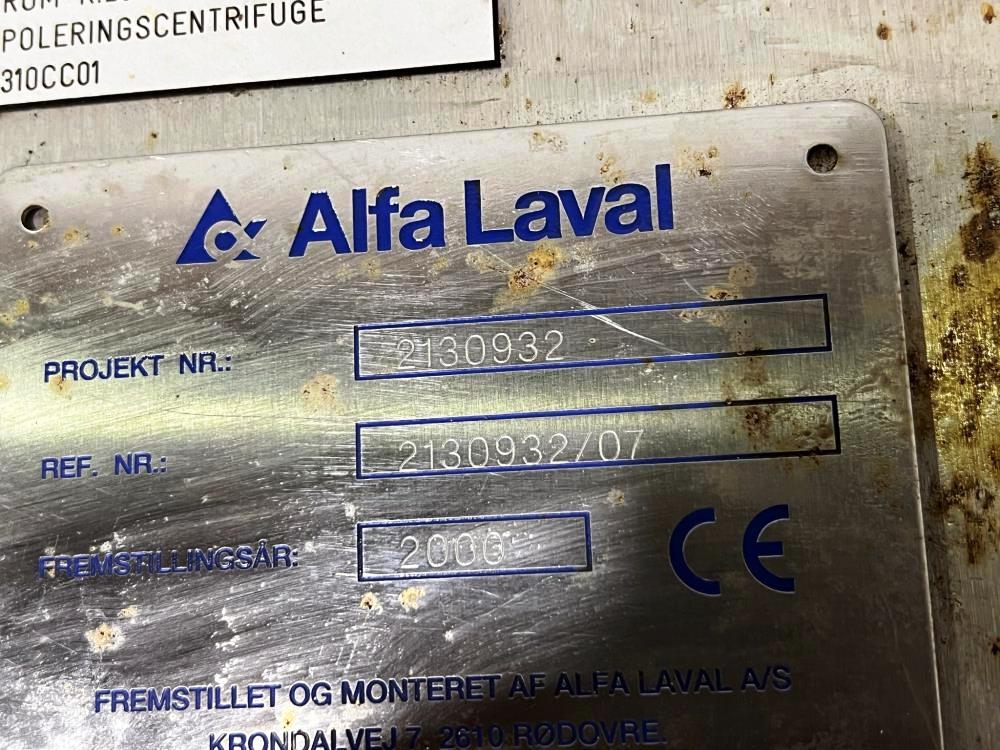 POLERINGSCENTRIFUGE
310CC01
Alfa Laval
PROJEKT NR.: 2130932
REF. NR.: 2130932/07
FREMSTILLINGSÅR: 2000 CE
FREMSTILLET OG MONTERET AF ALFA LAVAL A/S
KRONDALVEJ 7, 2610 RØDOVRE.